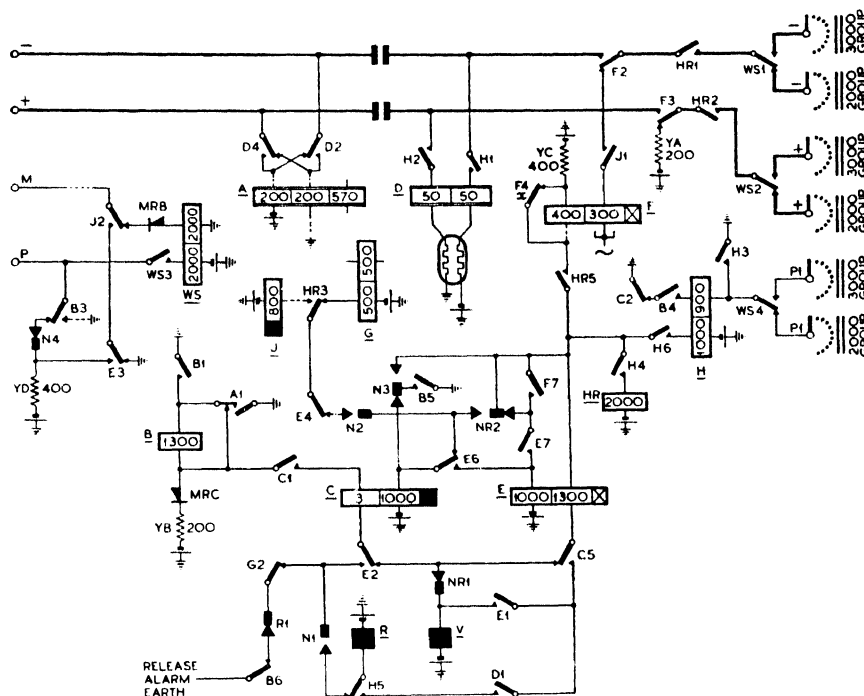 −
+
M
P
F2
HR1
WS1
−
3000 GROUP
−
2000 GROUP
F3
HR2
YA
200
WS2
+
3000 GROUP
+
2000 GROUP
D4
D2
H2
H1
YC
400
J1
F4
A
200 200 570
D
50 50
400 300
F
J2
MRB
2000 2000
WS
WS3
B3
N4
E3
YD
400
B1
A1
B
1300
MRC
YB
200
C1
J
800
HR3
500 500
G
E4
N2
N3
B5
NR2
F7
E7
E6
C
3 1000
E
1000 1300
HR5
H3
C2
B4
900 1000
H
H6
H4
HR
2000
WS4
P1
3000 GROUP
P1
2000 GROUP
G2
E2
C5
NR1
E1
R1
N1
R
V
B6
H5
D1
RELEASE
ALARM
EARTH